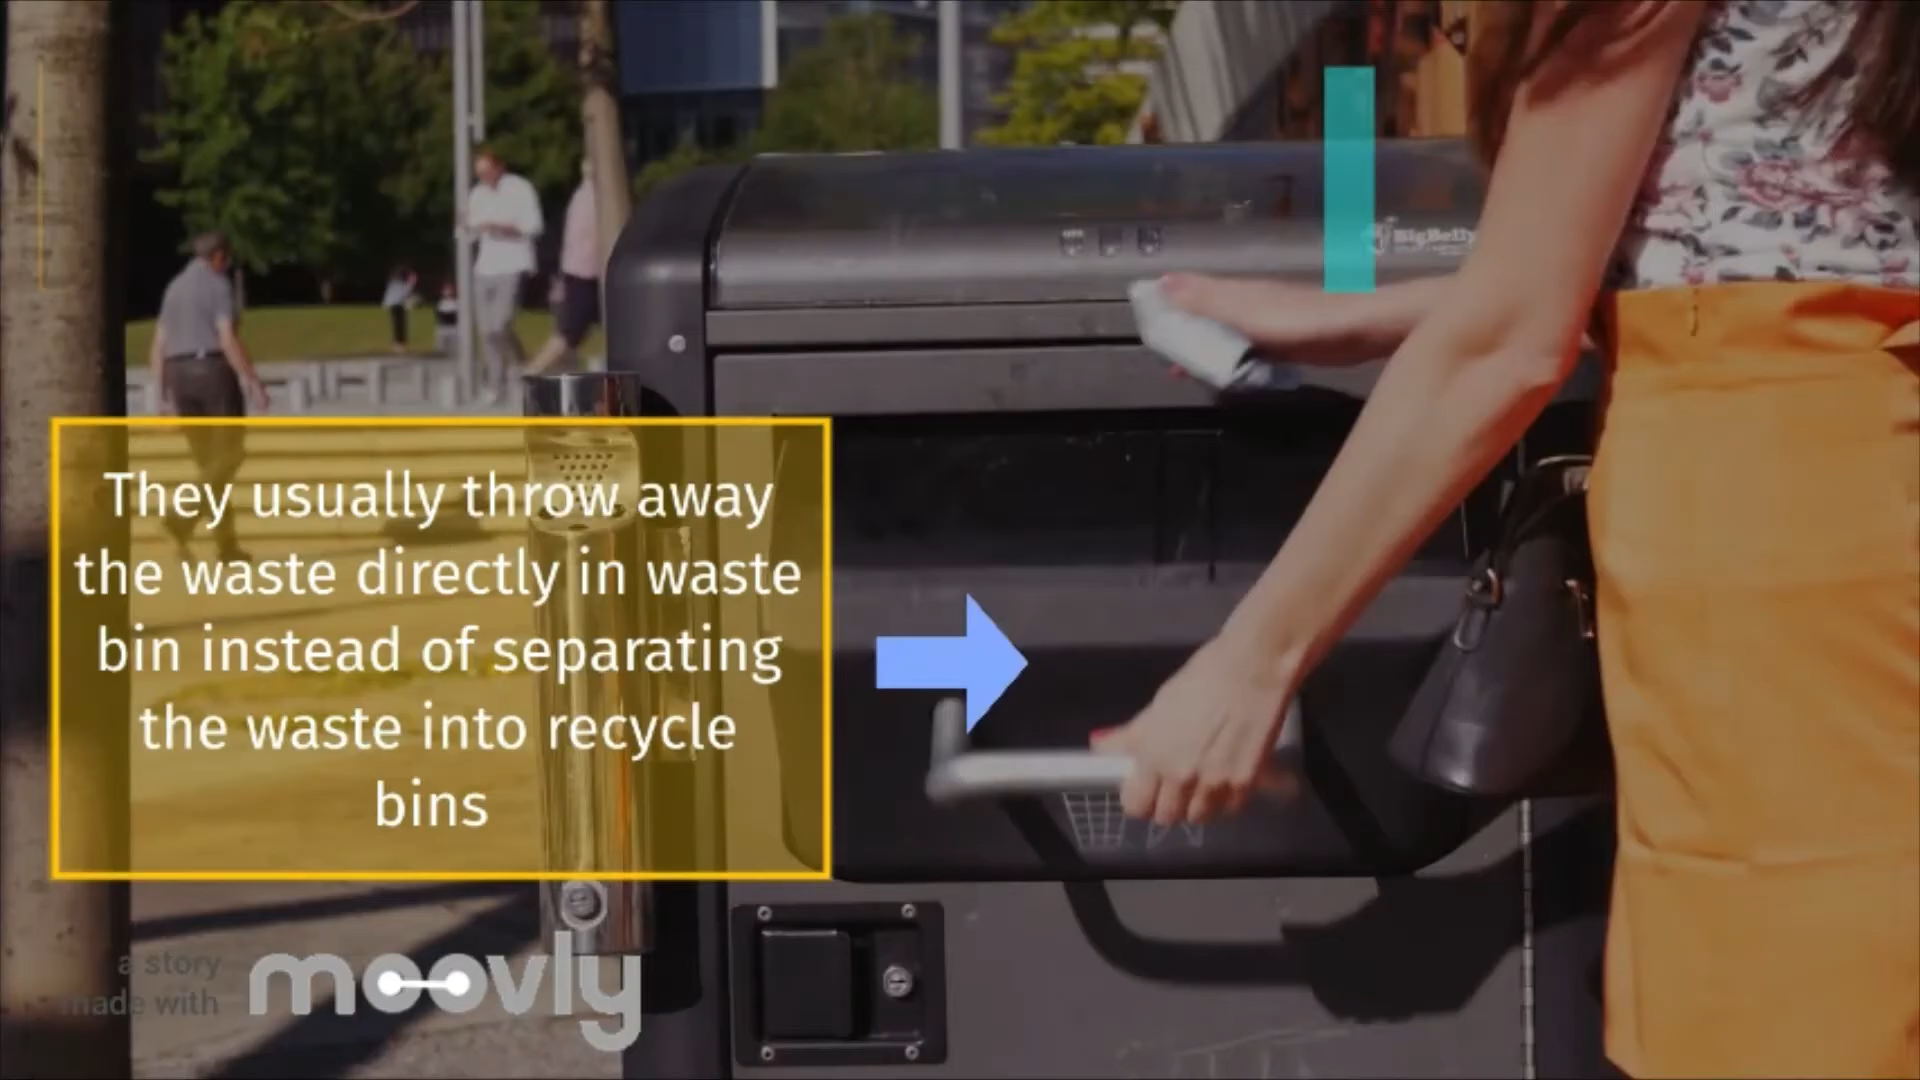 BigBelly
They usually throw away
the waste directly in waste
bin instead of separating
the waste into recycle
bins
a story
made with
moovly